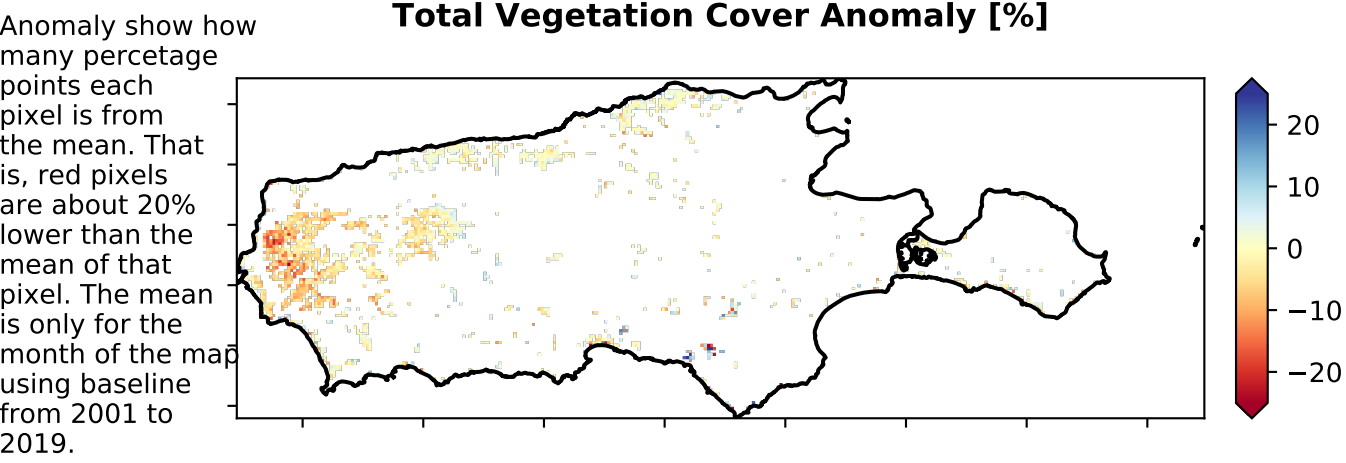 Total Vegetation Cover Anomaly [%]
Anomaly show how
many percetage
points each
pixel is from
the mean. That
is, red pixels
are about 20%
lower than the
mean of that
pixel. The mean
is only for the
month of the map
using baseline
from 2001 to
2019.
20
10
0
−10
−20